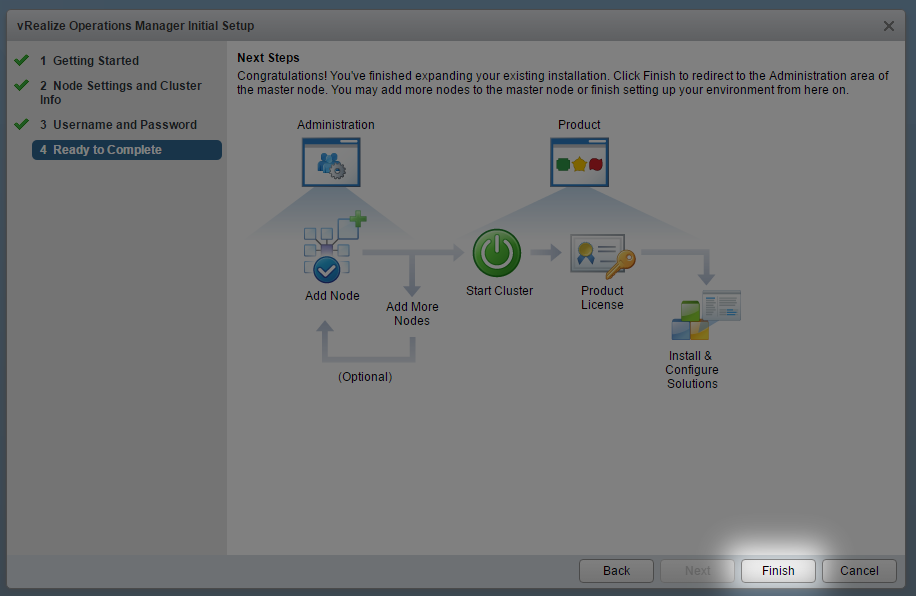 vRealize Operations Manager Initial Setup
1 Getting Started
2 Node Settings and Cluster
Info
3 Username and Password
4 Ready to Complete
Next Steps
Congratulations! You've finished expanding your existing installation. Click Finish to redirect to the Administration area of
the master node. You may add more nodes to the master node or finish setting up your environment from here on.
Administration
Product
Add Node
Add More
Nodes
(Optional)
Start Cluster
Product
License
Install &
Configure
Solutions
Back
Next
Finish
Cancel